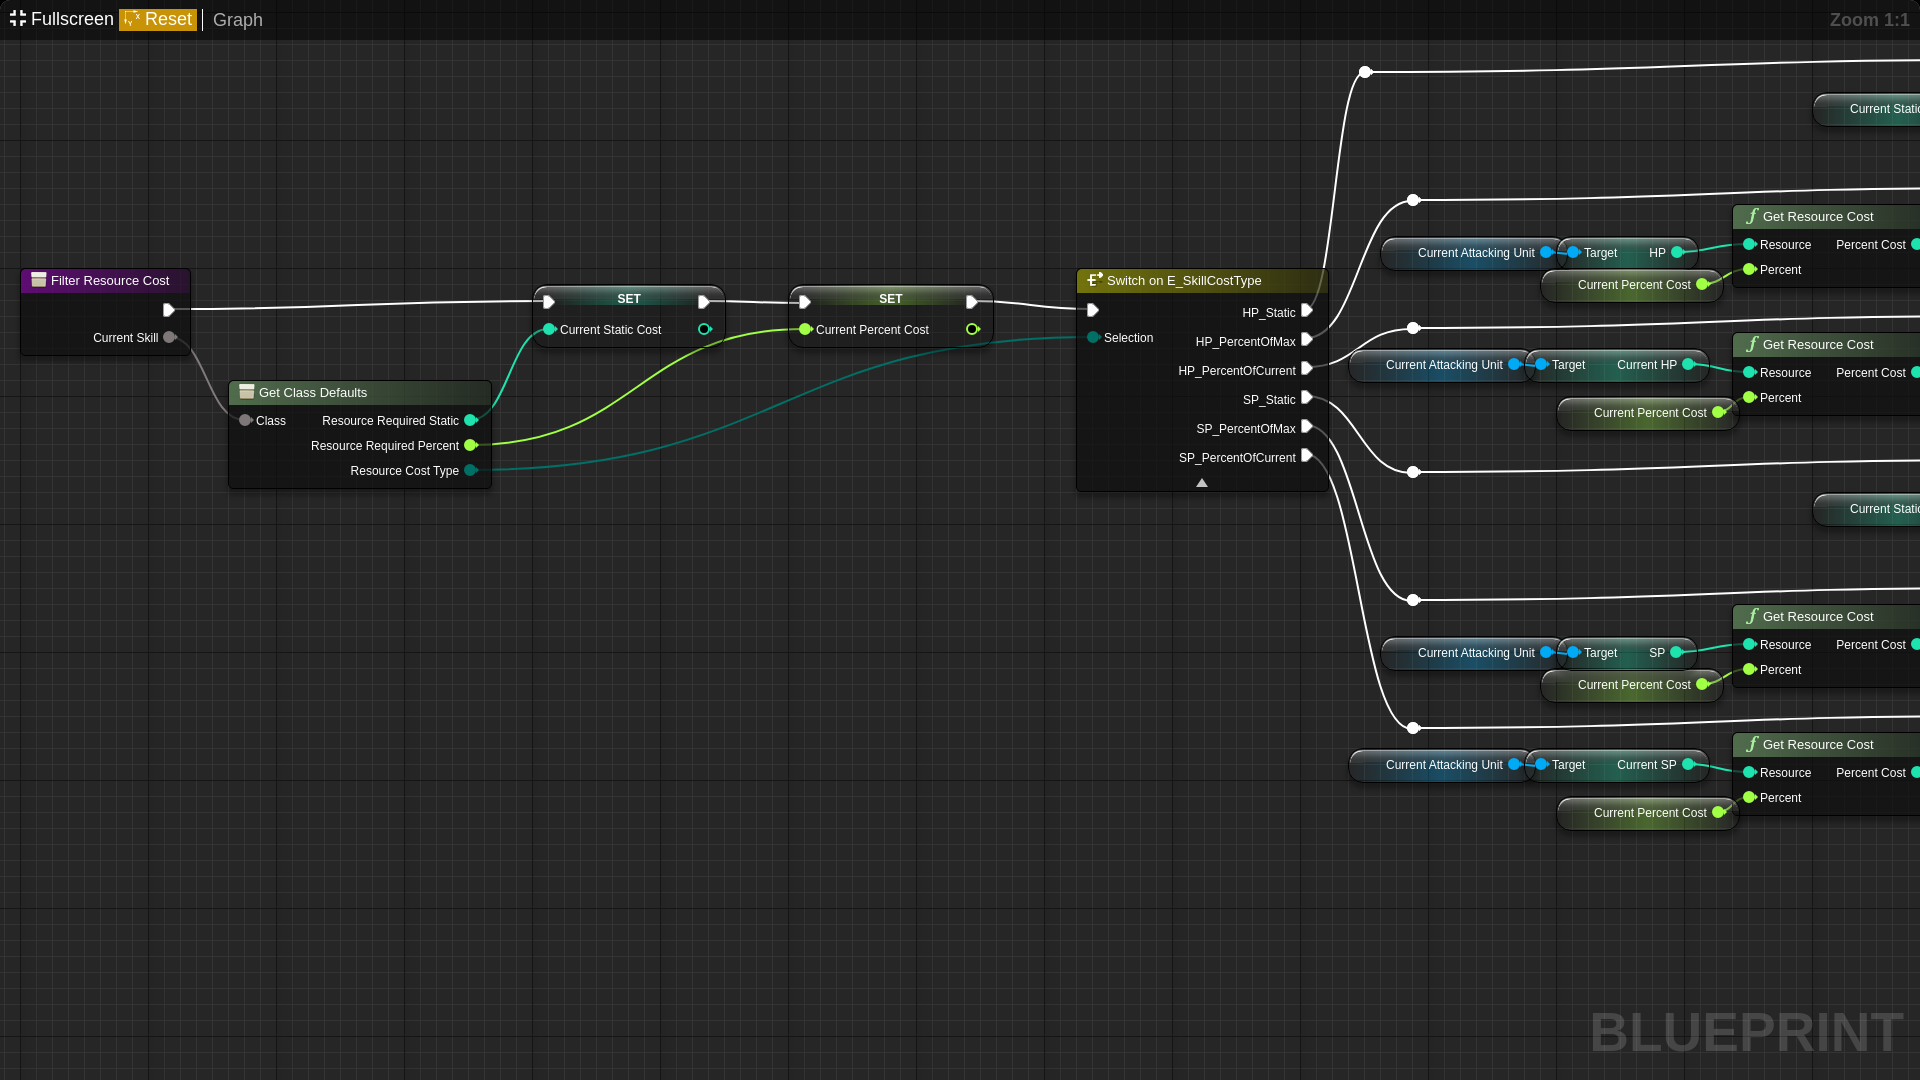 Fullscreen Reset Graph
Zoom 1:1
Filter Resource Cost
Current Skill
Get Class Defaults
Class
Resource Required Static
Resource Required Percent
Resource Cost Type
SET
Current Static Cost
SET
Current Percent Cost
Switch on E_SkillCostType
Selection
HP_Static
HP_PercentOfMax
HP_PercentOfCurrent
SP_Static
SP_PercentOfMax
SP_PercentOfCurrent
Current Static
Get Resource Cost
Current Attacking Unit
Target HP
Resource Percent Cost
Percent
Current Percent Cost
Get Resource Cost
Current Attacking Unit
Target Current HP
Resource Percent Cost
Percent
Current Percent Cost
Current Static
Get Resource Cost
Current Attacking Unit
Target SP
Resource Percent Cost
Percent
Current Percent Cost
Get Resource Cost
Current Attacking Unit
Target Current SP
Resource Percent Cost
Percent
Current Percent Cost
BLUEPRINT